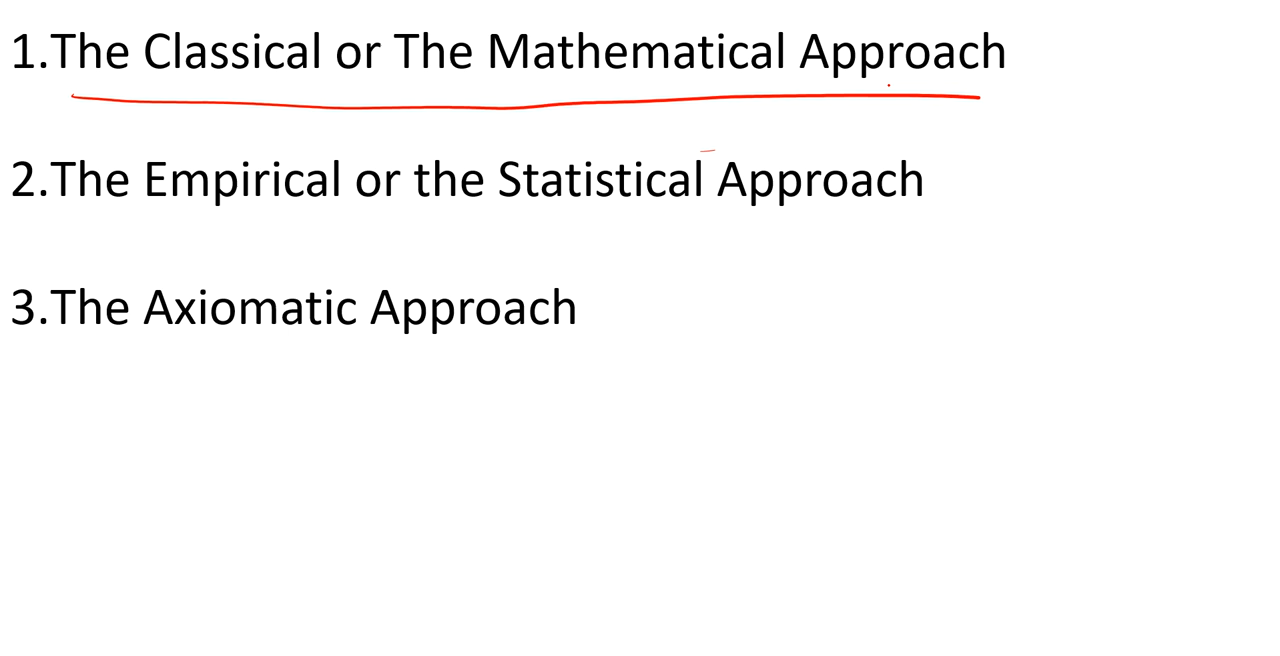 1.The Classical or The Mathematical Approach
2.The Empirical or the Statistical Approach
3.The Axiomatic Approach